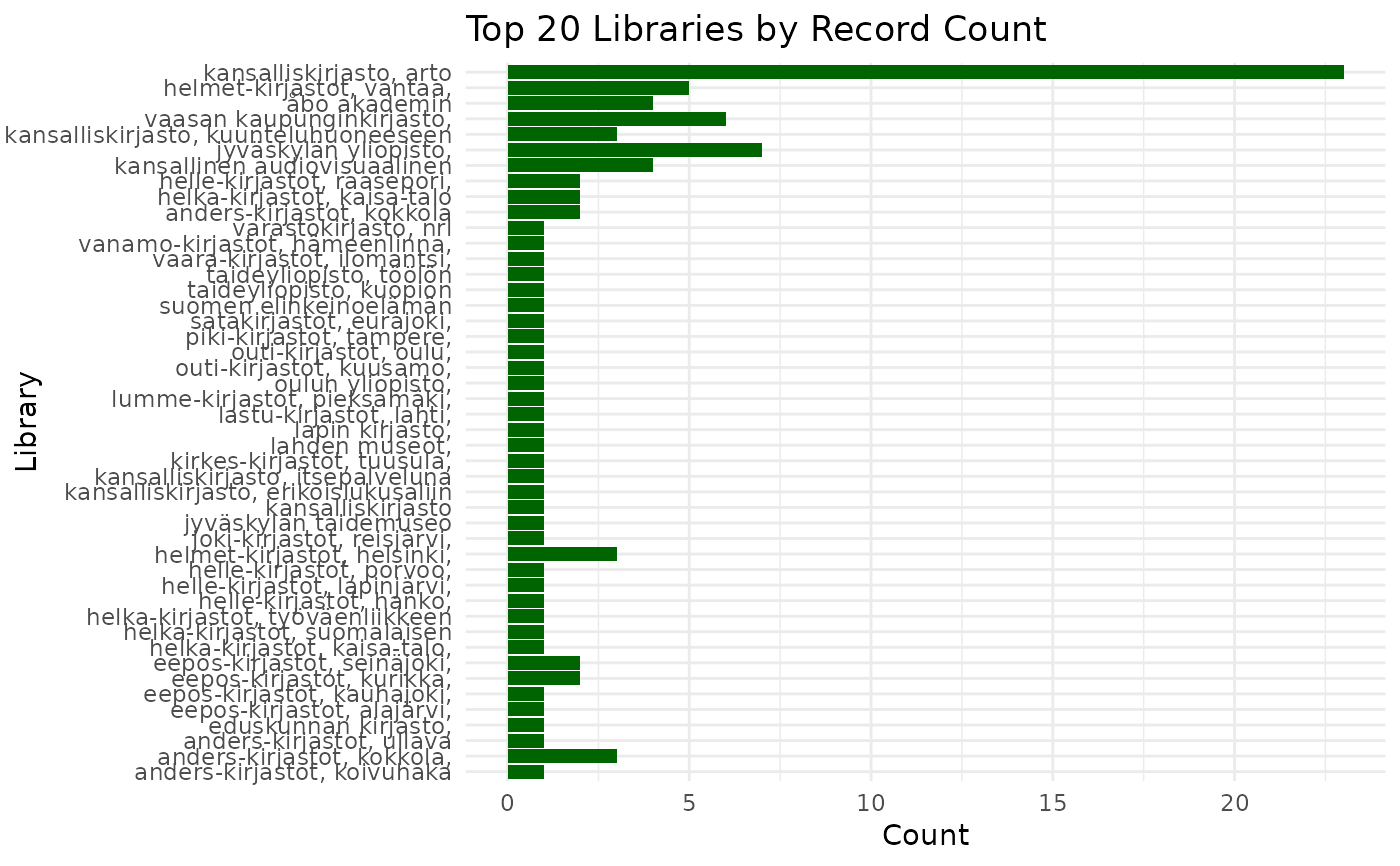 Top 20 Libraries by Record Count
kansalliskirjasto, arto
helmet-kirjastot, vantaa,
åbo akademin
vaasan kaupunginkirjasto,
kansalliskirjasto, kuunteluhuoneeseen
jyväskylän yliopisto,
kansallinen audiovisuaalinen
helle-kirjastot, raasepori,
helka-kirjastot, kaisa-talo
anders-kirjastot, kokkola
varastokirjasto, nrl
vanamo-kirjastot, hämeenlinna,
vaara-kirjastot, ilomantsi,
taideyliopisto, töölön
taideyliopisto, kuopion
suomen elinkeinoelämän
satakirjastot, eurajoki,
piki-kirjastot, tampere,
outi-kirjastot, oulu,
outi-kirjastot, kuusamo,
oulun yliopisto,
lumme-kirjastot, pieksämäki,
lastu-kirjastot, lahti,
lapin kirjasto,
lahden museot,
kirkes-kirjastot, tuusula,
kansalliskirjasto, itsepalveluna
kansalliskirjasto, erikoislukusaliin
kansalliskirjasto
jyväskylän taidemuseo
joki-kirjastot, reisjärvi,
helmet-kirjastot, helsinki,
helle-kirjastot, porvoo,
helle-kirjastot, lapinjärvi,
helle-kirjastot, hanko,
helka-kirjastot, työväenliikkeen
helka-kirjastot, suomalaisen
helka-kirjastot, kaisa-talo,
eepos-kirjastot, seinäjoki,
eepos-kirjastot, kurikka,
eepos-kirjastot, kauhajoki,
eepos-kirjastot, alajärvi,
eduskunnan kirjasto,
anders-kirjastot, ullava
anders-kirjastot, kokkola,
anders-kirjastot, koivuhaka
Library
0 5 10 15 20
Count